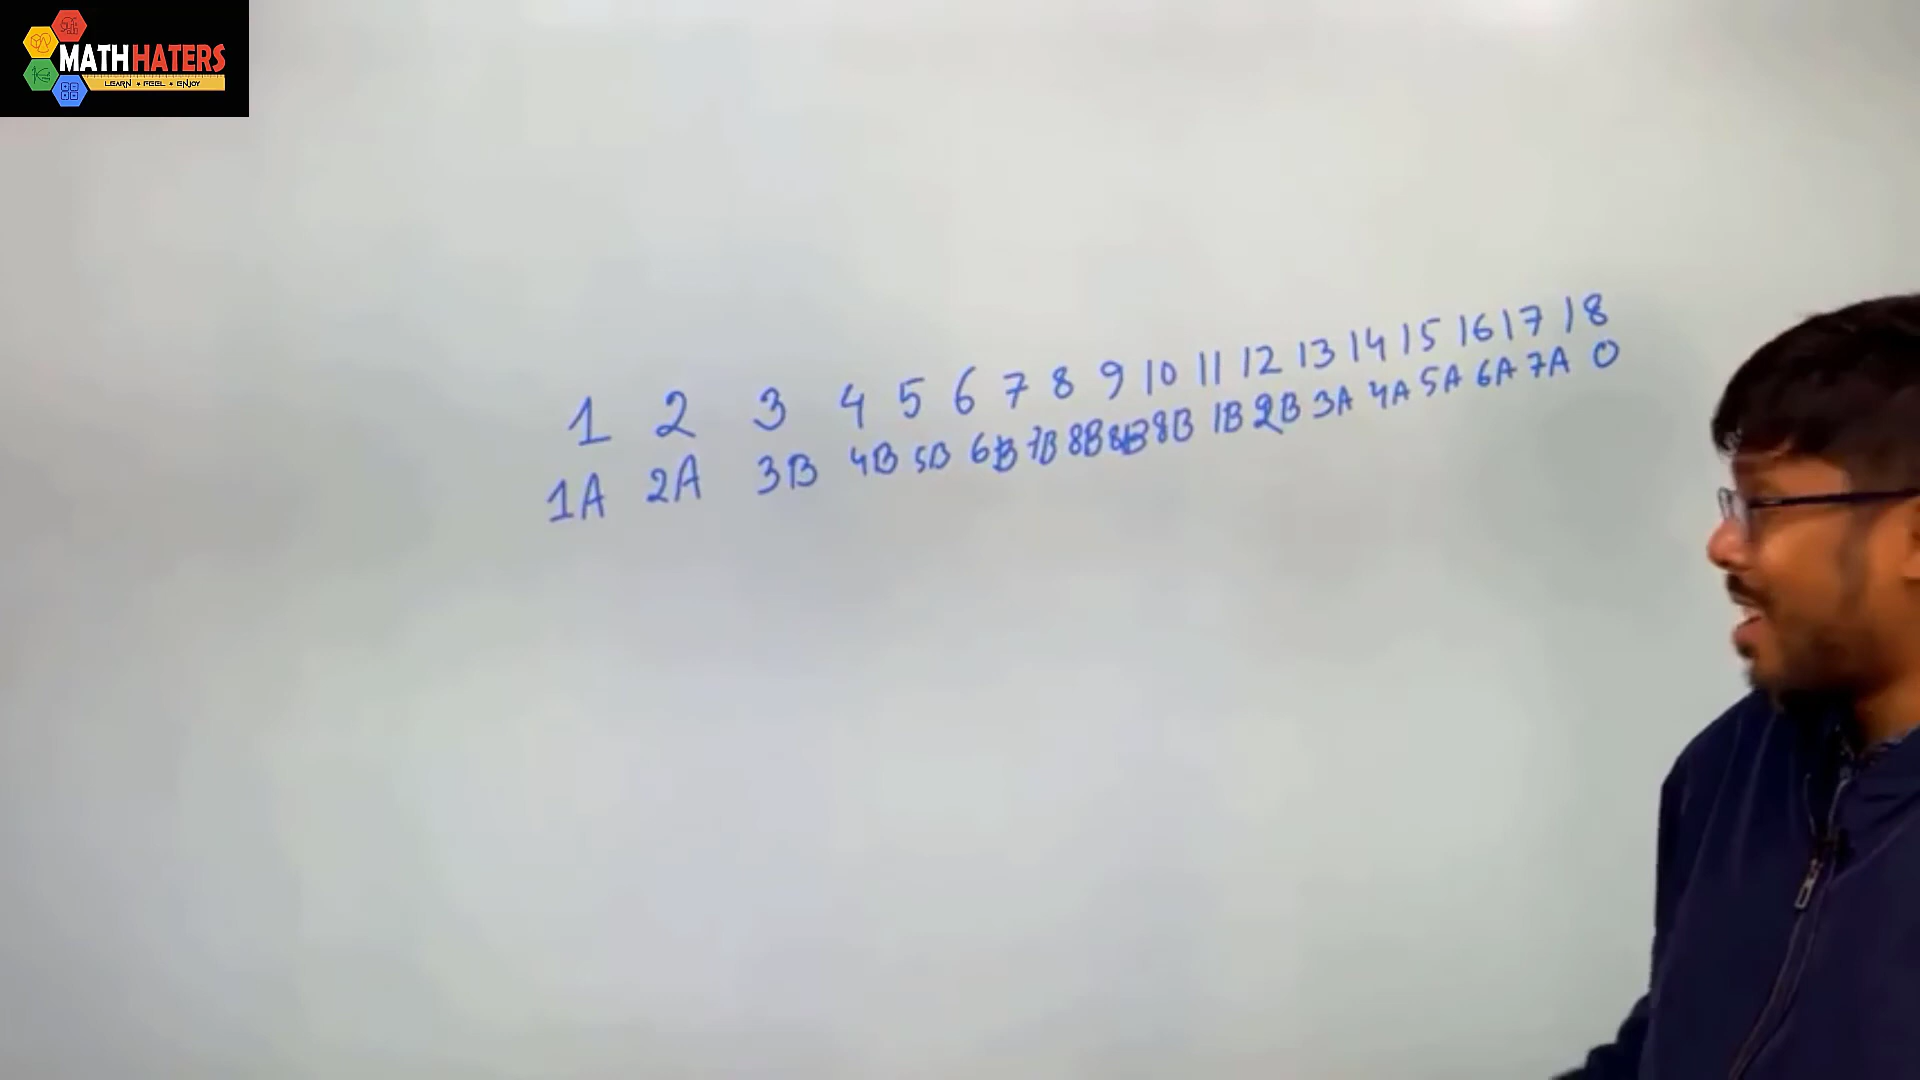 MATHHATERS
LEARN • FEEL • ENJOY
1 2 3 4 5 6 7 8 9 10 11 12 13 14 15 16 17 18
1A 2A 3B 4B 5B 6B 7B 8B 8B 1B 2B 3A 4A 5A 6A 7A 0